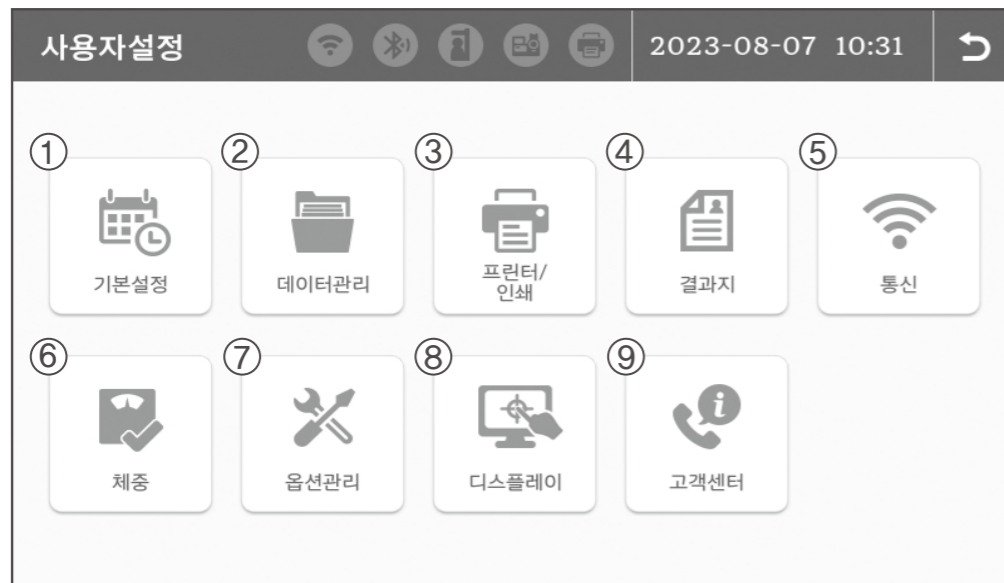 사용자설정 2023-08-07 10:31
① ② ③ ④ ⑤
기본설정 데이터관리 프린터/
인쇄 결과지 통신
⑥ ⑦ ⑧ ⑨
체중 옵션관리 디스플레이 고객센터